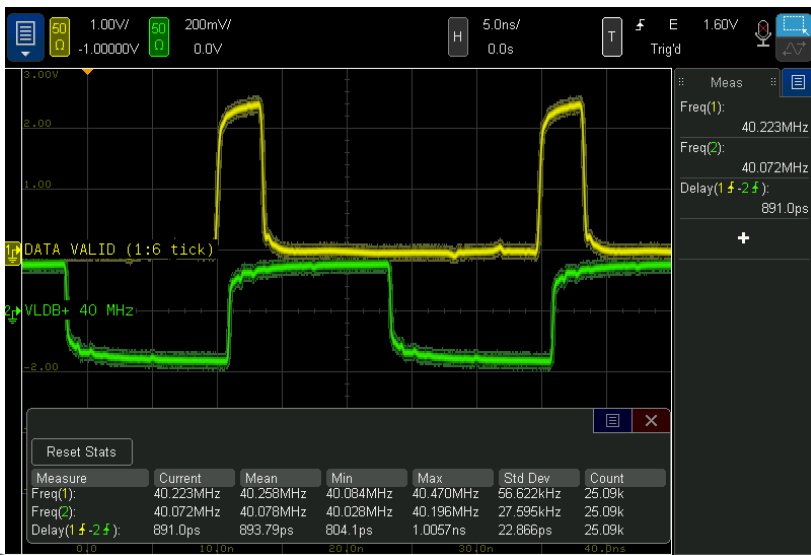 50 Ω 1.00V/ -1.00000V 50 Ω 200mV/ 0.0V H 5.0ns/ 0.0s T E 1.60V Trig'd
Meas
Freq(1):
40.223MHz
Freq(2):
40.072MHz
Delay(1-2):
891.0ps
+
3.00V
2.00
1.00
1 DATA VALID (1:6 tick)
2 VLDB+ 40 MHz
-2.00
Reset Stats
Measure Current Mean Min Max Std Dev Count
Freq(1): 40.223MHz 40.258MHz 40.084MHz 40.470MHz 56.622kHz 25.09k
Freq(2): 40.072MHz 40.078MHz 40.028MHz 40.196MHz 27.595kHz 25.09k
Delay(1-2): 891.0ps 893.79ps 804.1ps 1.0057ns 22.866ps 25.09k
0.0 10.0n 20.0n 30.0n 40.0ns